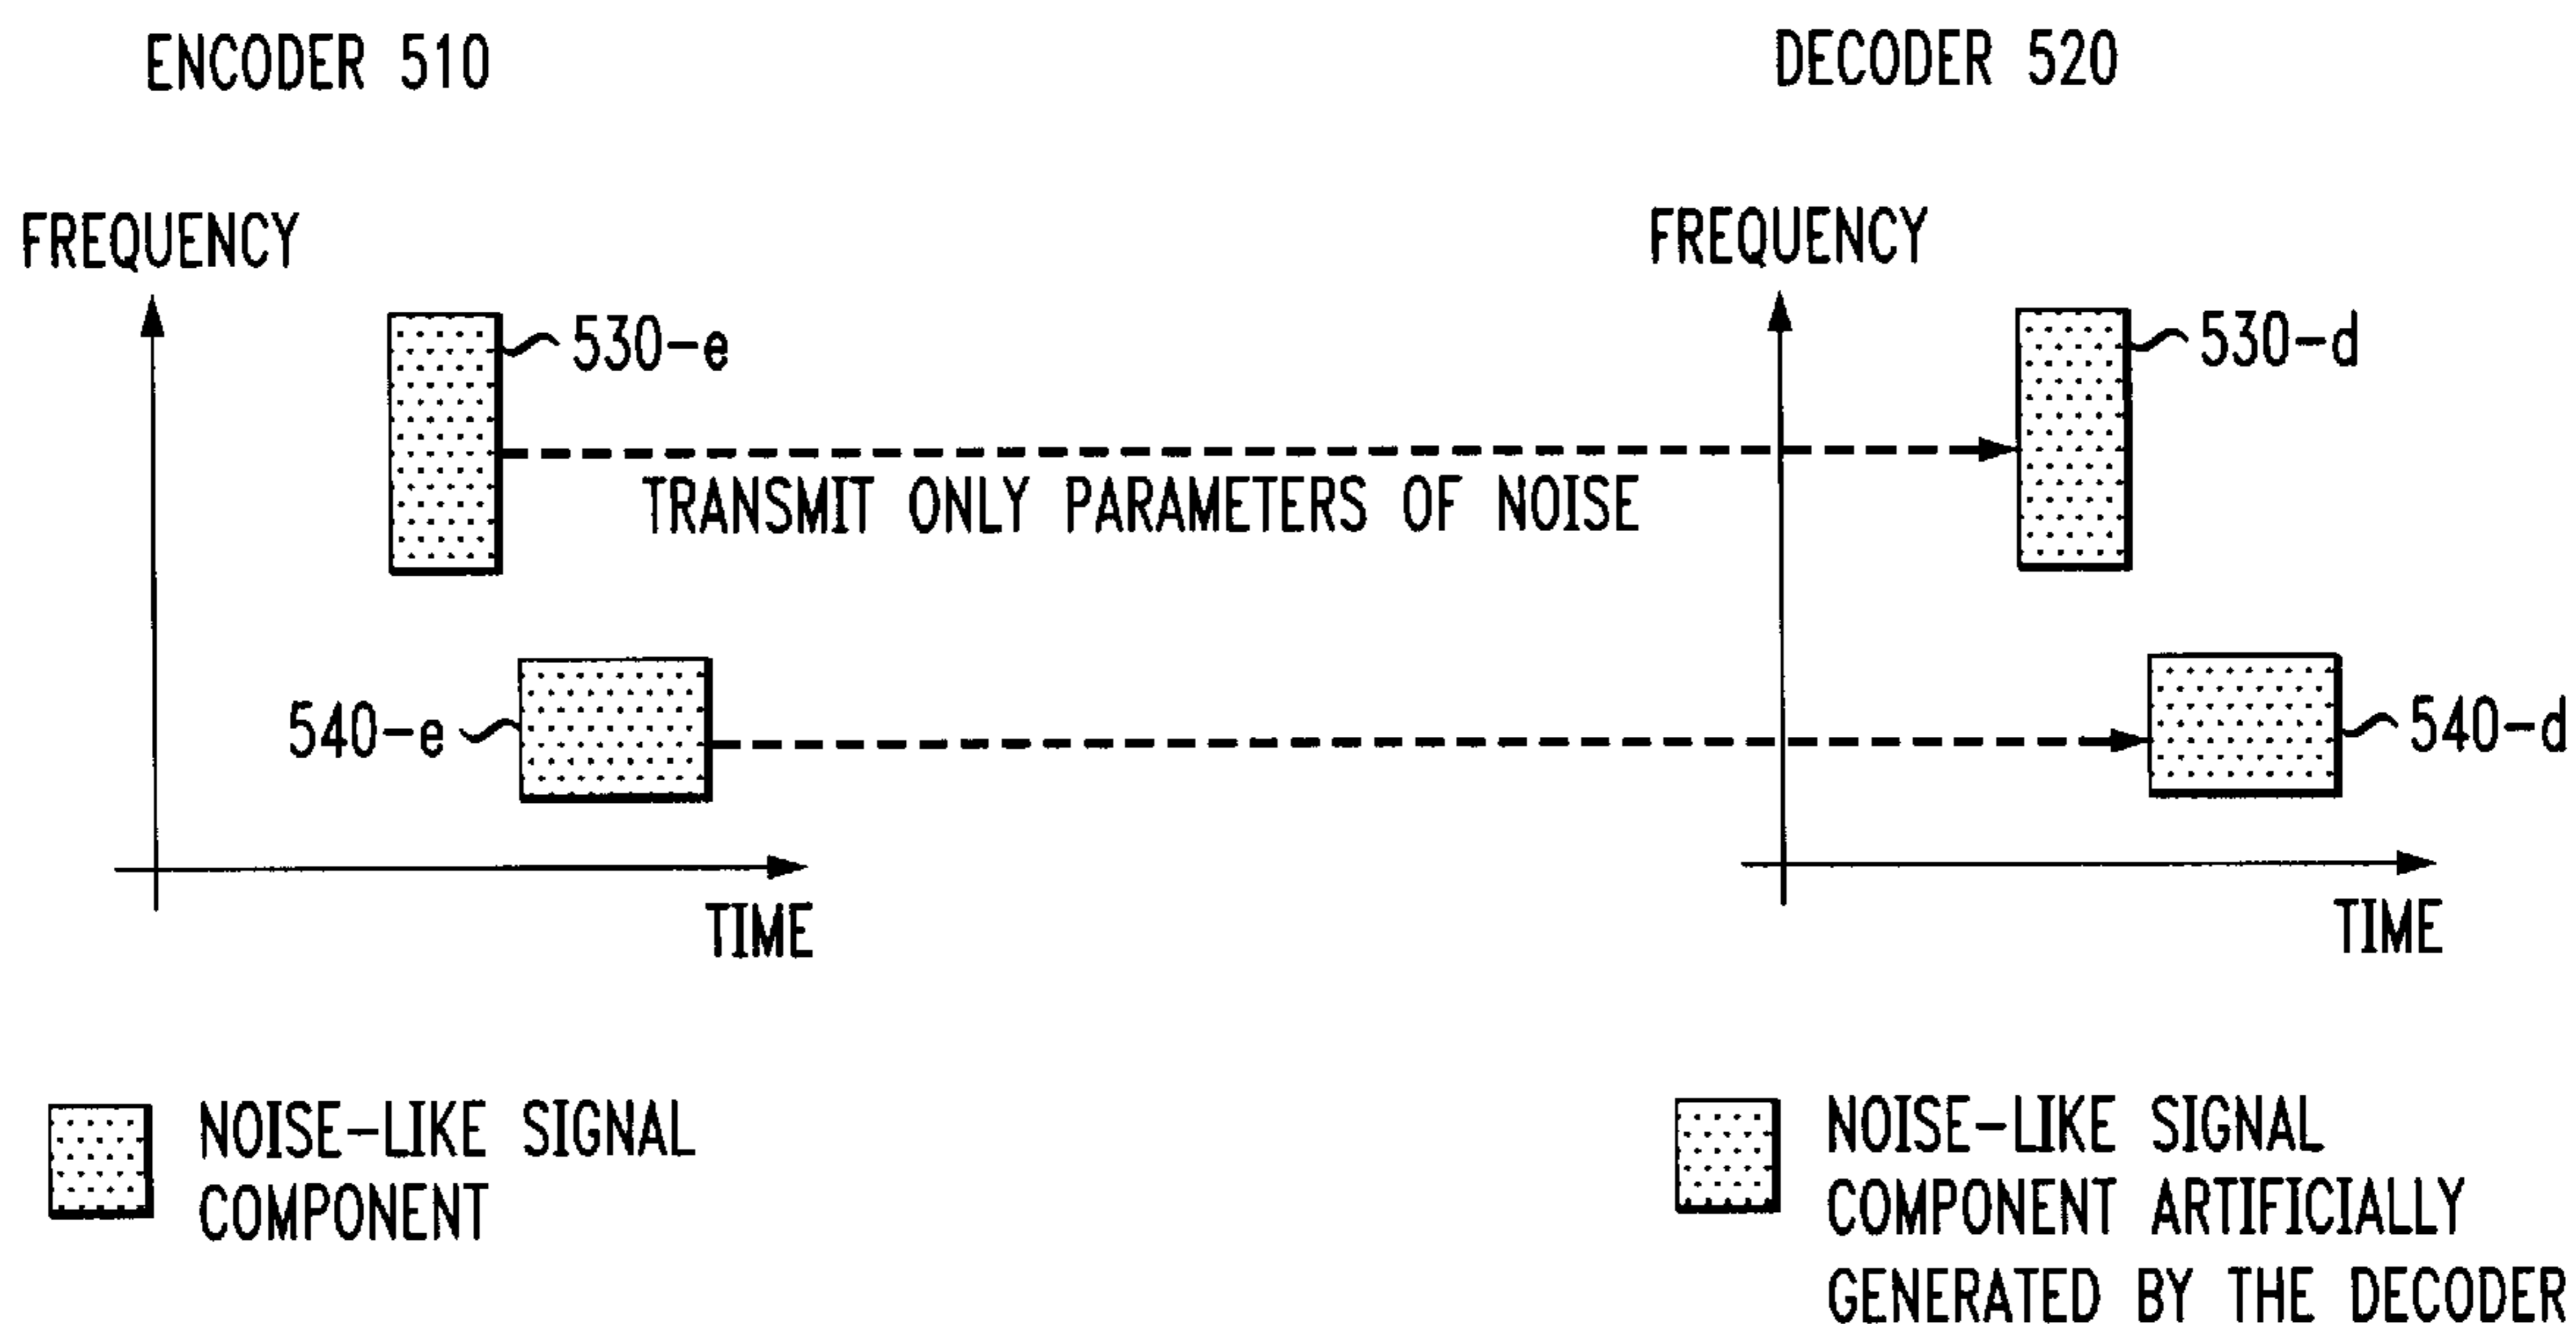 ENCODER 510
DECODER 520
FREQUENCY
FREQUENCY
530-e
530-d
TRANSMIT ONLY PARAMETERS OF NOISE
540-e
540-d
TIME
TIME
NOISE-LIKE SIGNAL
COMPONENT
NOISE-LIKE SIGNAL
COMPONENT ARTIFICIALLY
GENERATED BY THE DECODER